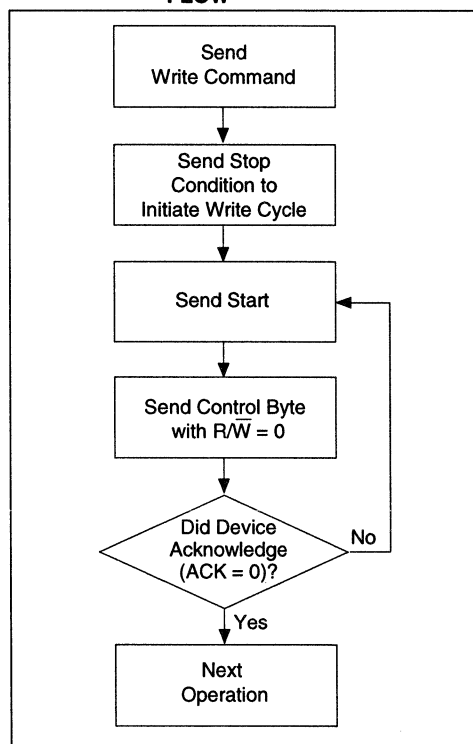 FLOW
Send
Write Command
Send Stop
Condition to
Initiate Write Cycle
Send Start
Send Control Byte
with R/W̅ = 0
Did Device
Acknowledge
(ACK = 0)?
No
Yes
Next
Operation